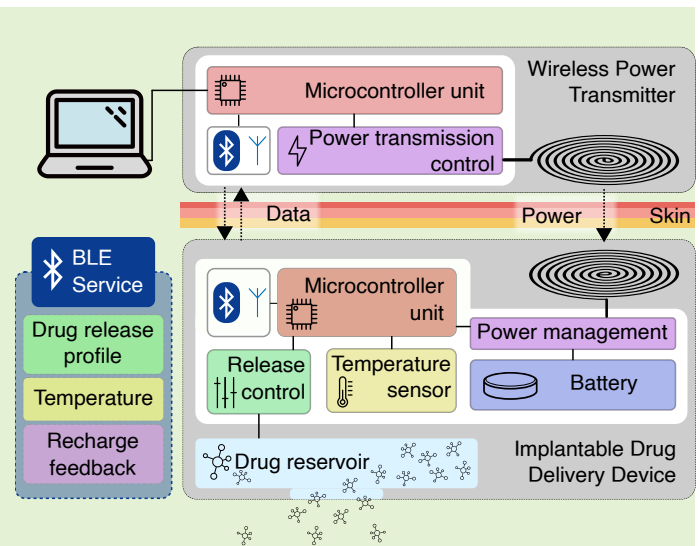 Wireless Power
Transmitter
Microcontroller unit
Power transmission
control
Data
Power
Skin
BLE
Service
Drug release
profile
Temperature
Recharge
feedback
Microcontroller
unit
Power management
Release
control
Temperature
sensor
Battery
Drug reservoir
Implantable Drug
Delivery Device